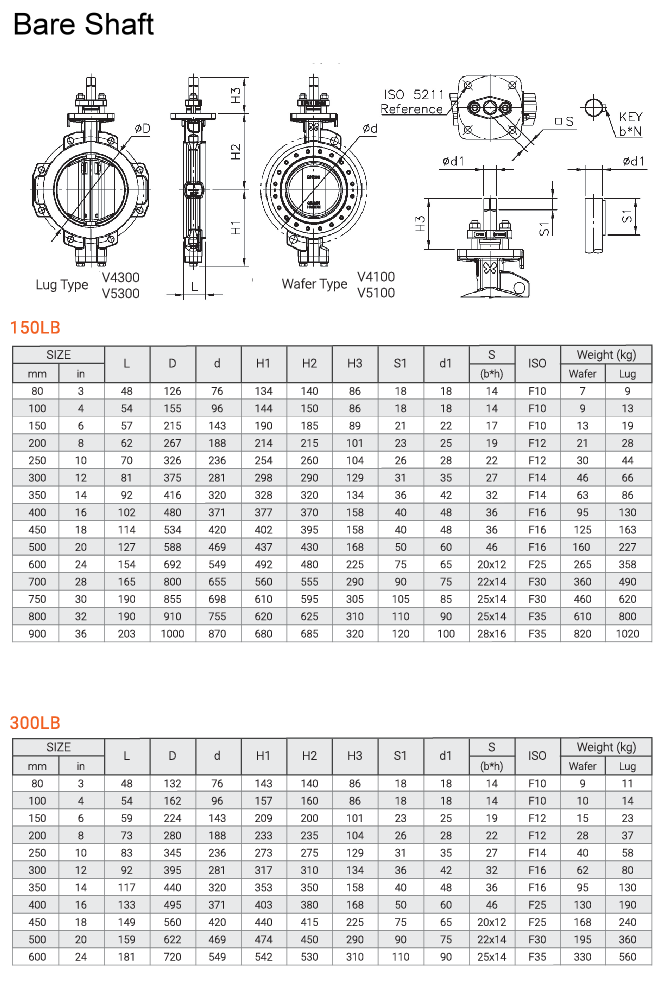 Bare Shaft
H3
H2
H1
ØD
L
Ød
ISO 5211
Reference
□ S
KEY
b*N
Ød1
Ød1
H3
S1
S1
Lug Type
V4300
V5300
Wafer Type
V4100
V5100
150LB
SIZE L D d H1 H2 H3 S1 d1 S ISO Weight (kg)
mm in (b*h) Wafer Lug
80 3 48 126 76 134 140 86 18 18 14 F10 7 9
100 4 54 155 96 144 150 86 18 18 14 F10 9 13
150 6 57 215 143 190 185 89 21 22 17 F10 13 19
200 8 62 267 188 214 215 101 23 25 19 F12 21 28
250 10 70 326 236 254 260 104 26 28 22 F12 30 44
300 12 81 375 281 298 290 129 31 35 27 F14 46 66
350 14 92 416 320 328 320 134 36 42 32 F14 63 86
400 16 102 480 371 377 370 158 40 48 36 F16 95 130
450 18 114 534 420 402 395 158 40 48 36 F16 125 163
500 20 127 588 469 437 430 168 50 60 46 F16 160 227
600 24 154 692 549 492 480 225 75 65 20x12 F25 265 358
700 28 165 800 655 560 555 290 90 75 22x14 F30 360 490
750 30 190 855 698 610 595 305 105 85 25x14 F30 460 620
800 32 190 910 755 620 625 310 110 90 25x14 F35 610 800
900 36 203 1000 870 680 685 320 120 100 28x16 F35 820 1020
300LB
SIZE L D d H1 H2 H3 S1 d1 S ISO Weight (kg)
mm in (b*h) Wafer Lug
80 3 48 132 76 143 140 86 18 18 14 F10 9 11
100 4 54 162 96 157 160 86 18 18 14 F10 10 14
150 6 59 224 143 209 200 101 23 25 19 F12 15 23
200 8 73 280 188 233 235 104 26 28 22 F12 28 37
250 10 83 345 236 273 275 129 31 35 27 F14 40 58
300 12 92 395 281 317 310 134 36 42 32 F16 62 80
350 14 117 440 320 353 350 158 40 48 36 F16 95 130
400 16 133 495 371 403 380 168 50 60 46 F25 130 190
450 18 149 560 420 440 415 225 75 65 20x12 F25 168 240
500 20 159 622 469 474 450 290 90 75 22x14 F30 195 360
600 24 181 720 549 542 530 310 110 90 25x14 F35 330 560